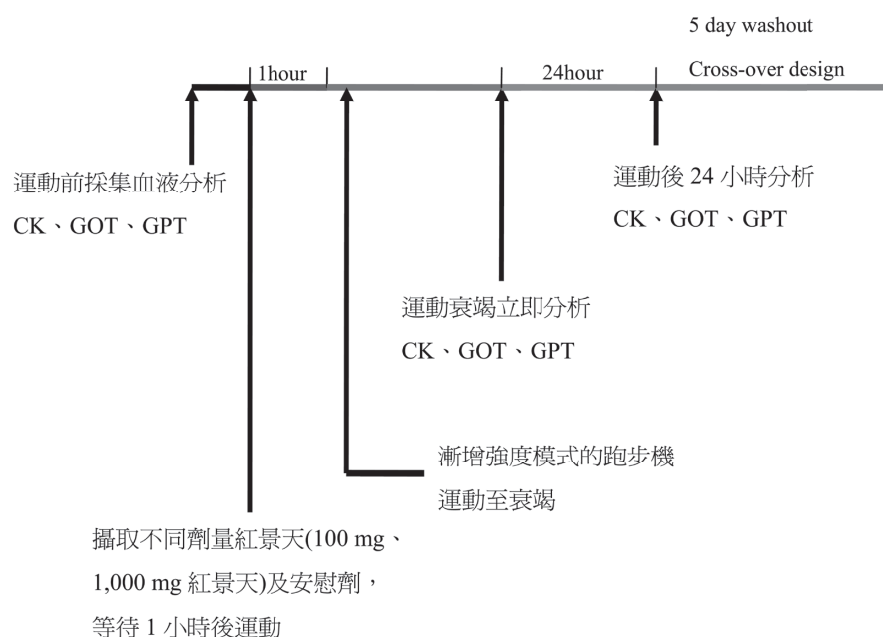 5 day washout
1hour
24hour
Cross-over design
運動前採集血液分析
CK、GOT、GPT
運動後 24 小時分析
CK、GOT、GPT
運動衰竭立即分析
CK、GOT、GPT
漸增強度模式的跑步機
運動至衰竭
攝取不同劑量紅景天(100 mg、
1,000 mg 紅景天)及安慰劑，
等待 1 小時後運動